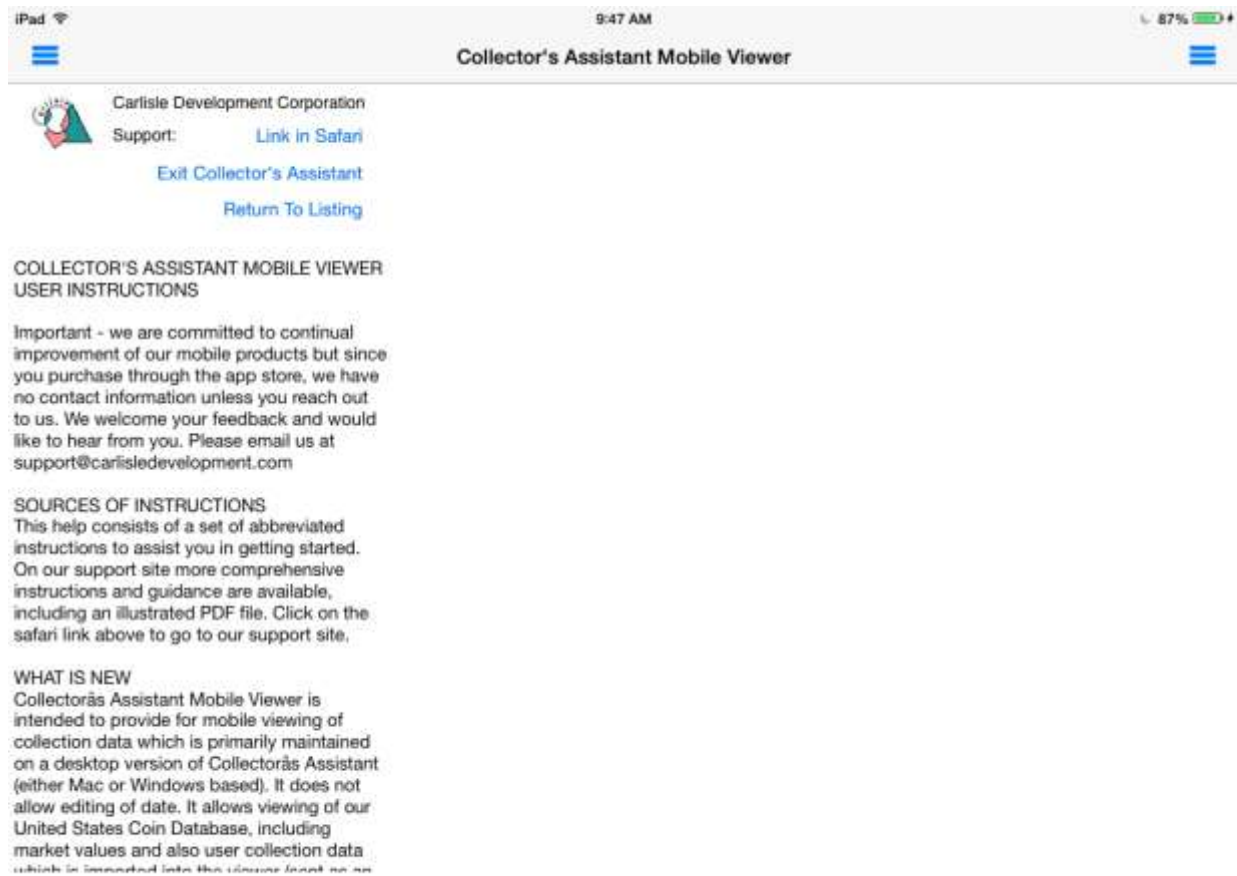 iPad
9:47 AM
87%
Collector's Assistant Mobile Viewer
Carlisle Development Corporation
Support: Link in Safari
Exit Collector's Assistant
Return To Listing
COLLECTOR'S ASSISTANT MOBILE VIEWER
USER INSTRUCTIONS
Important - we are committed to continual
improvement of our mobile products but since
you purchase through the app store, we have
no contact information unless you reach out
to us. We welcome your feedback and would
like to hear from you. Please email us at
support@carlisledevelopment.com
SOURCES OF INSTRUCTIONS
This help consists of a set of abbreviated
instructions to assist you in getting started.
On our support site more comprehensive
instructions and guidance are available,
including an illustrated PDF file. Click on the
safari link above to go to our support site.
WHAT IS NEW
Collectorâs Assistant Mobile Viewer is
intended to provide for mobile viewing of
collection data which is primarily maintained
on a desktop version of Collectorâs Assistant
(either Mac or Windows based). It does not
allow editing of date. It allows viewing of our
United States Coin Database, including
market values and also user collection data
which is imported into the viewer (sent as an